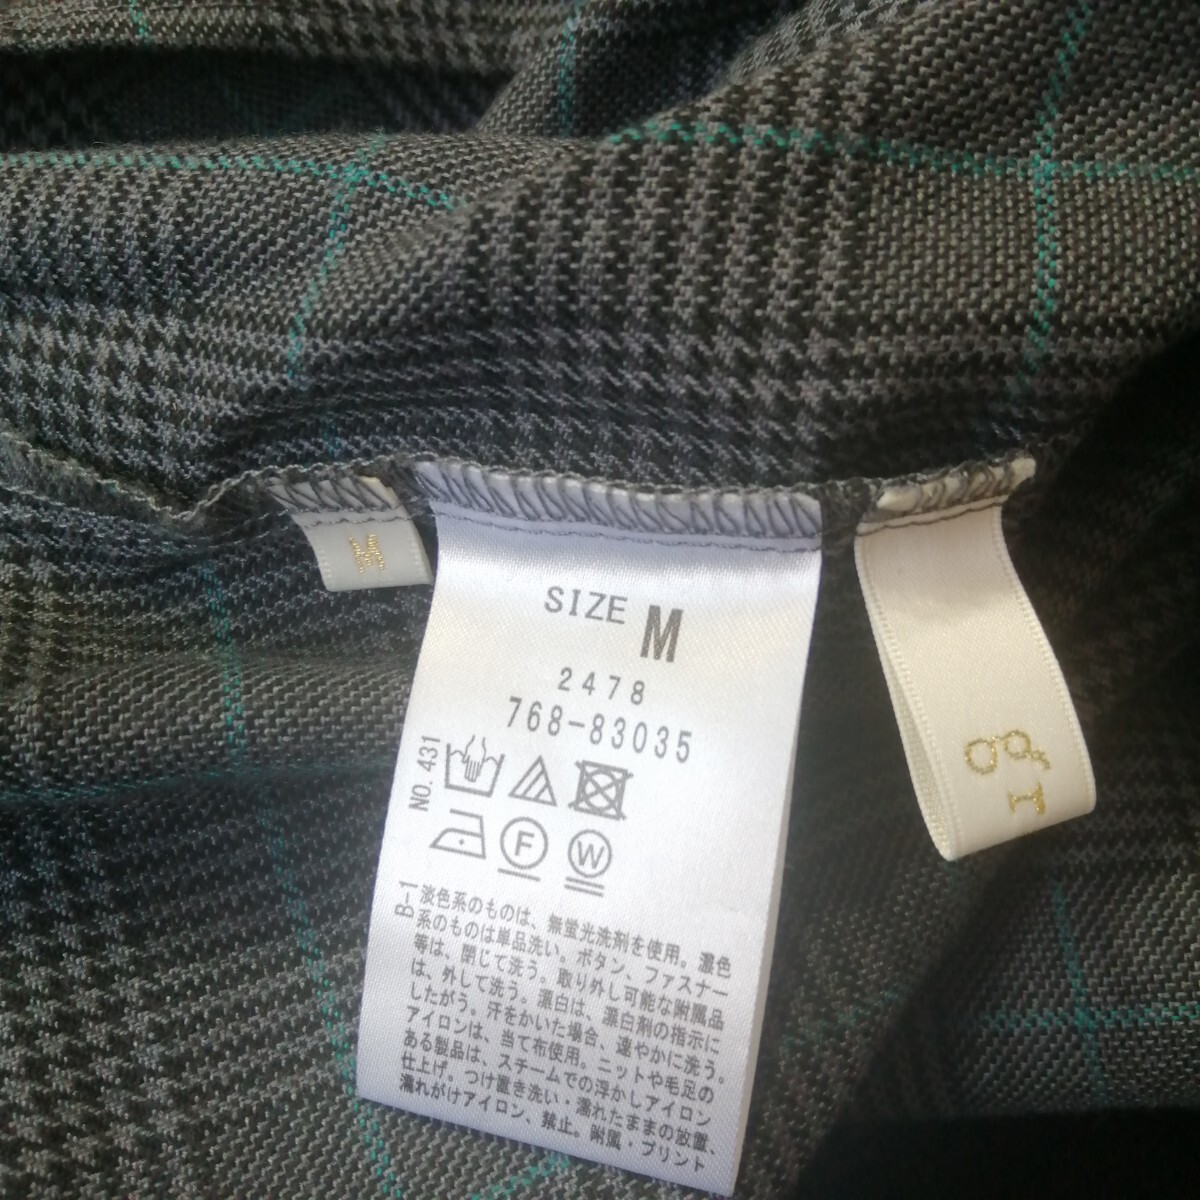 M
SIZE M
2478
768-83035
NO.431
F
W
B-1
淡色系のものは、無蛍光洗剤を使用。濃色
系のものは単品洗い。ボタン、ファスナー
等は、閉じて洗う。取り外し可能な附属品
は、外して洗う。漂白は、漂白剤の指示に
したがう。汗をかいた場合、速やかに洗う。
アイロンは、当て布使用。ニットや毛足の
ある製品は、スチームでの浮かしアイロン
仕上げ。つけ置き洗い・濡れたままの放置、
濡れがけアイロン、禁止。附属・プリント
gr